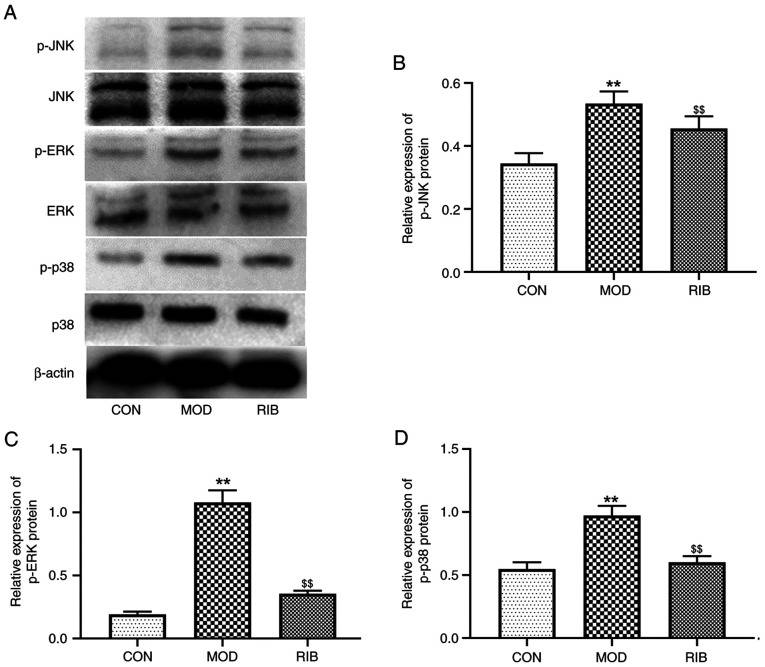 A
p-JNK
JNK
p-ERK
ERK
p-p38
p38
β-actin
CON MOD RIB
B
Relative expression of
p-JNK protein
0.6
0.4
0.2
0.0
**
$$
CON MOD RIB
C
Relative expression of
p-ERK protein
1.5
1.0
0.5
0.0
**
$$
CON MOD RIB
D
Relative expression of
p-p38 protein
1.5
1.0
0.5
0.0
**
$$
CON MOD RIB